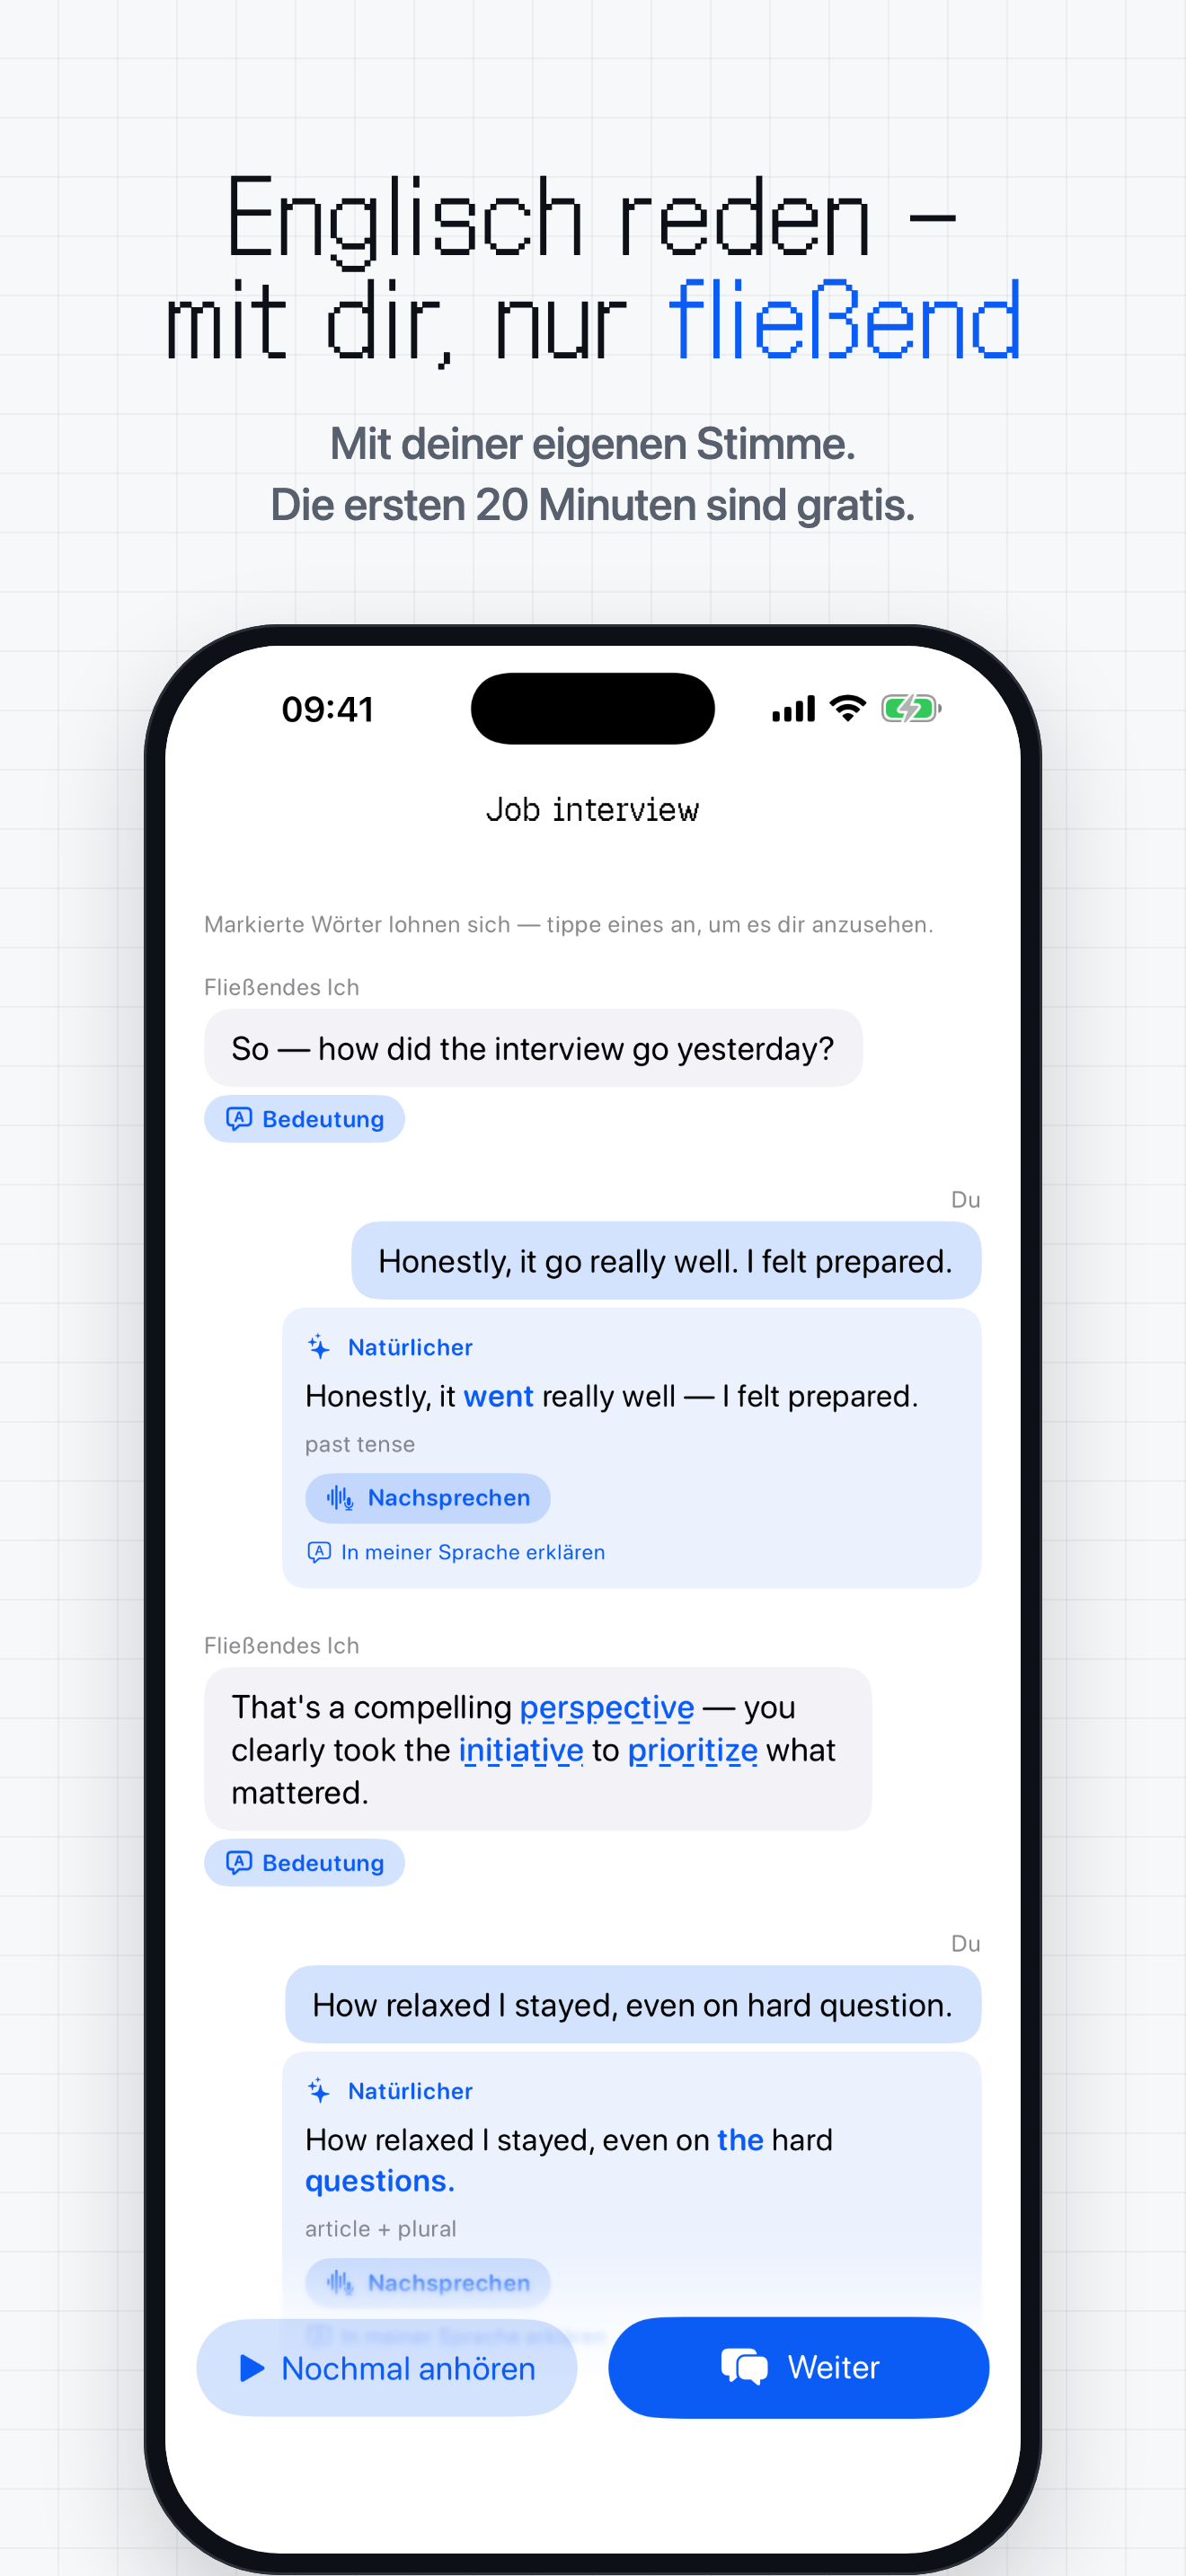 Englisch reden –
mit dir, nur fließend
Mit deiner eigenen Stimme.
Die ersten 20 Minuten sind gratis.
09:41
Job interview
Markierte Wörter lohnen sich — tippe eines an, um es dir anzusehen.
Fließendes Ich
So — how did the interview go yesterday?
Bedeutung
Du
Honestly, it go really well. I felt prepared.
Natürlicher
Honestly, it went really well — I felt prepared.
past tense
Nachsprechen
In meiner Sprache erklären
Fließendes Ich
That's a compelling perspective — you
clearly took the initiative to prioritize what
mattered.
Bedeutung
Du
How relaxed I stayed, even on hard question.
Natürlicher
How relaxed I stayed, even on the hard
questions.
article + plural
Nachsprechen
In meiner Sprache erklären
Nochmal anhören
Weiter